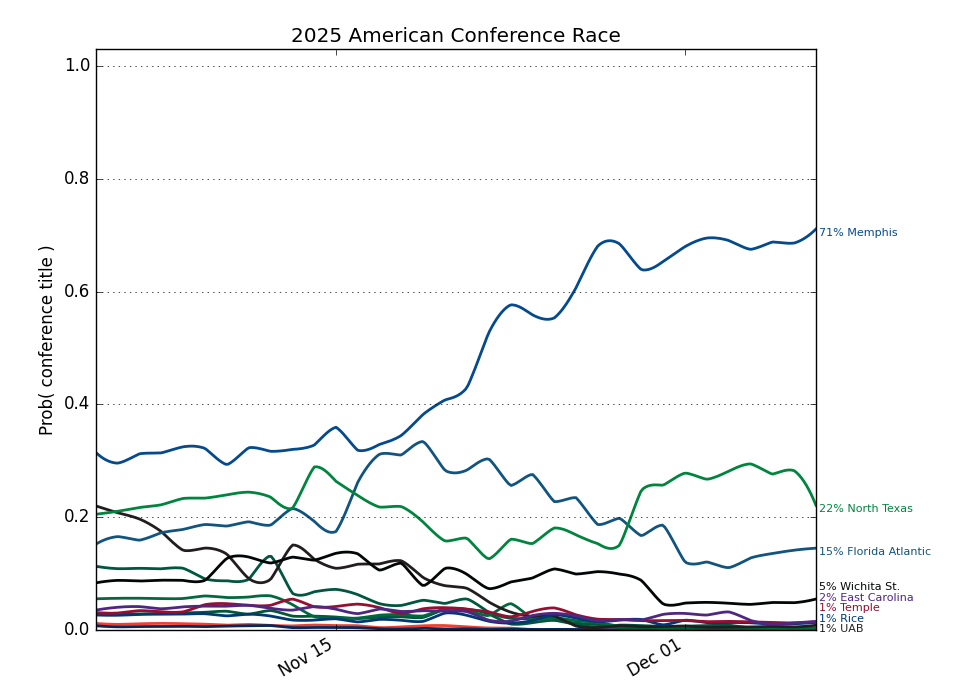 2025 American Conference Race
1.0
0.8
0.6
0.4
0.2
0.0
Prob( conference title )
Nov 15
Dec 01
71% Memphis
22% North Texas
15% Florida Atlantic
5% Wichita St.
2% East Carolina
1% Temple
1% Rice
1% UAB